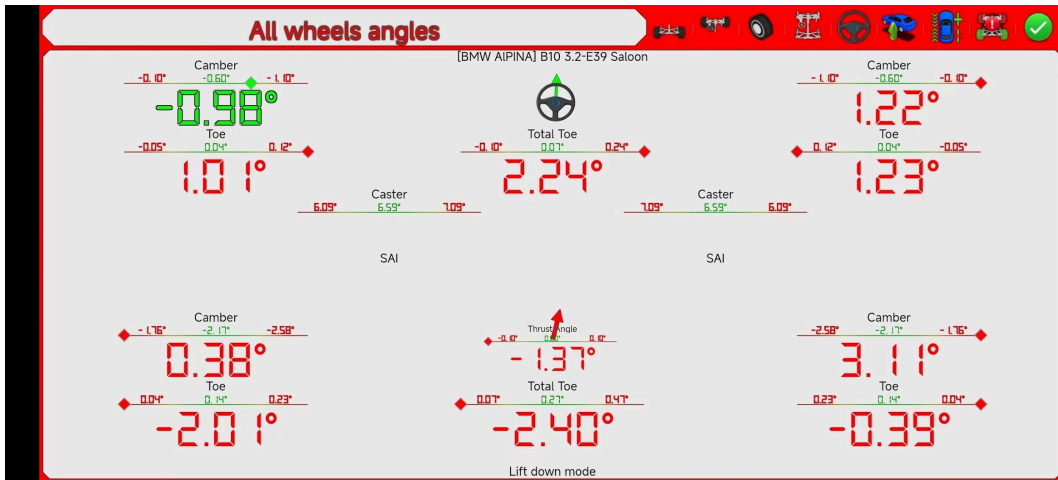 All wheels angles
[BMW AlPINA] B10 3.2-E39 Saloon
Camber
-0.10° -0.60° -1.10°
-0.98°
Camber
-1.10° -0.60° -0.10°
1.22°
Toe
-0.05° 0.04° 0.12°
1.01°
Total Toe
-0.10° 0.07° 0.24°
2.24°
Toe
0.12° 0.04° -0.05°
1.23°
Caster
6.09° 6.59° 7.09°
Caster
7.09° 6.59° 6.09°
SAI
SAI
Camber
-1.76° -2.17° -2.58°
0.38°
Thrust Angle
-0.10° 0.10°
-1.37°
Camber
-2.58° -2.17° -1.76°
3.11°
Toe
0.04° 0.14° 0.23°
-2.01°
Total Toe
0.07° 0.27° 0.47°
-2.40°
Toe
0.23° 0.14° 0.04°
-0.39°
Lift down mode